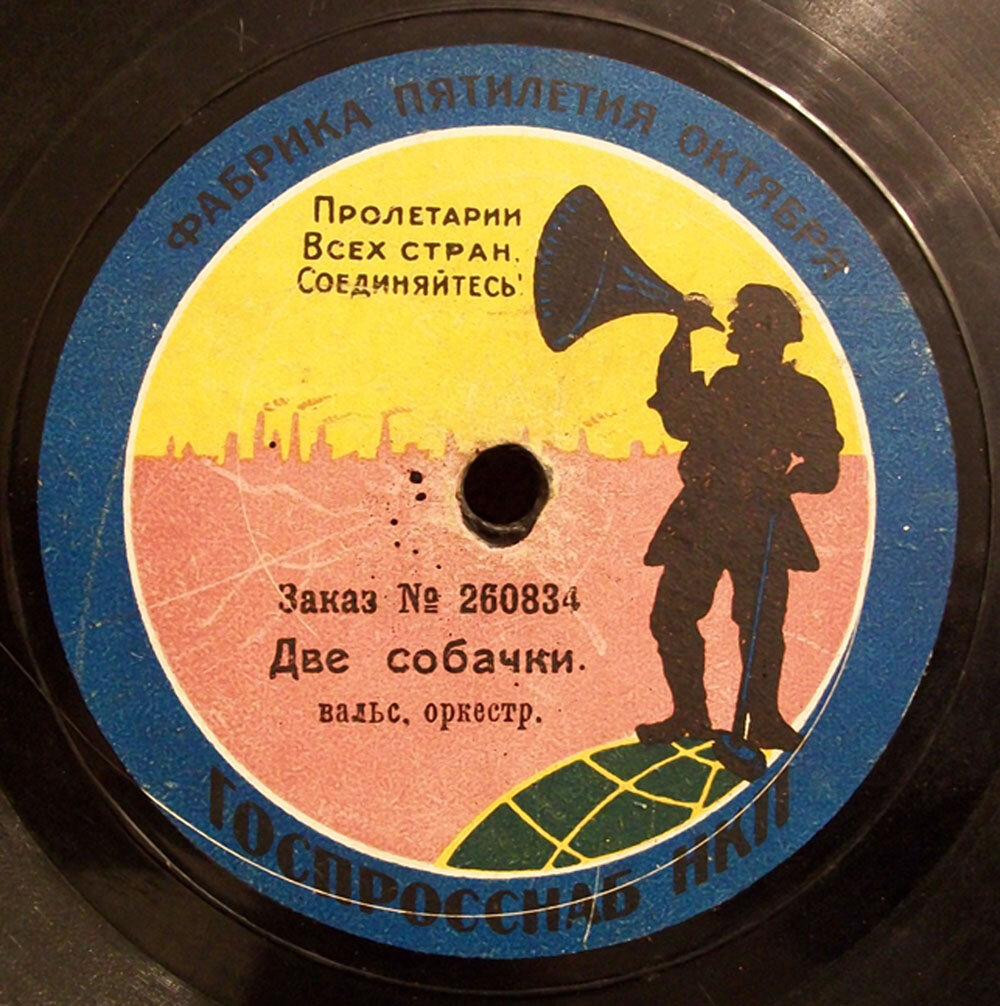 ФАБРИКА ПЯТИЛЕТИЯ ОКТЯБРЯ
ПРОЛЕТАРИИ
ВСЕХ СТРАН,
СОЕДИНЯЙТЕСЬ!
Заказ № 260834
Две собачки.
вальс, оркестр.
ГОСПРОССНАБ НКП